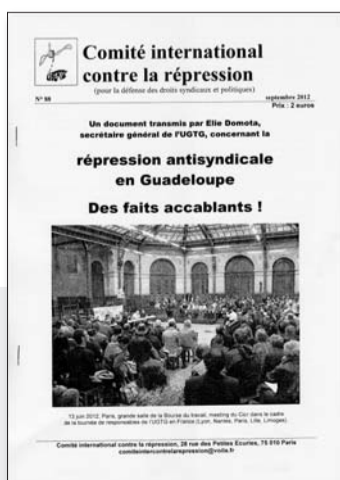 Comité international
contre la répression
(pour la défense des droits syndicaux et politiques)
N° 88
septembre 2012
Prix : 2 euros
Un document transmis par Elie Domota,
secrétaire général de l'UGTG, concernant la
répression antisyndicale
en Guadeloupe
Des faits accablants !
13 juin 2012, Paris, grande salle de la Bourse du travail, meeting du Cicr dans le cadre
de la tournée de responsables de l'UGTG en France (Lyon, Nantes, Paris, Lille, Limoges).
Comité international contre la répression, 28 rue des Petites Ecuries, 75 010 Paris
comiteintercontrelarepression@voila.fr